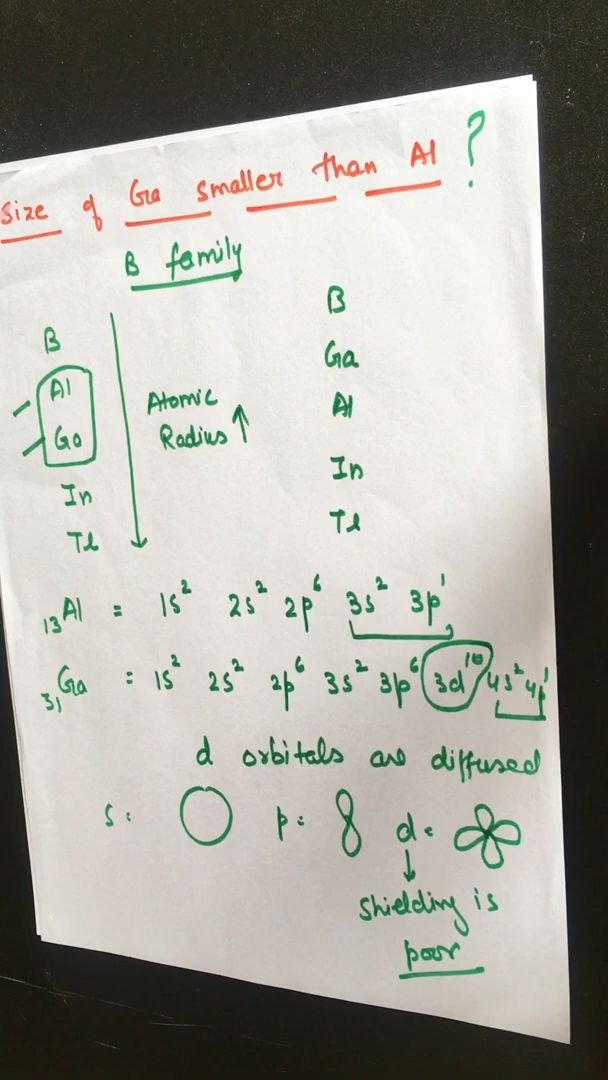 Size of Ga smaller than Al ?
B family
B
Al
Ga
In
Tl
Atomic
Radius ↑
B
Ga
Al
In
Tl
₁₃Al = 1s² 2s² 2p⁶ 3s² 3p¹
₃₁Ga = 1s² 2s² 2p⁶ 3s² 3p⁶ 3d¹⁰ 4s² 4p¹
d orbitals are diffused
s = p = d =
Shielding is
poor